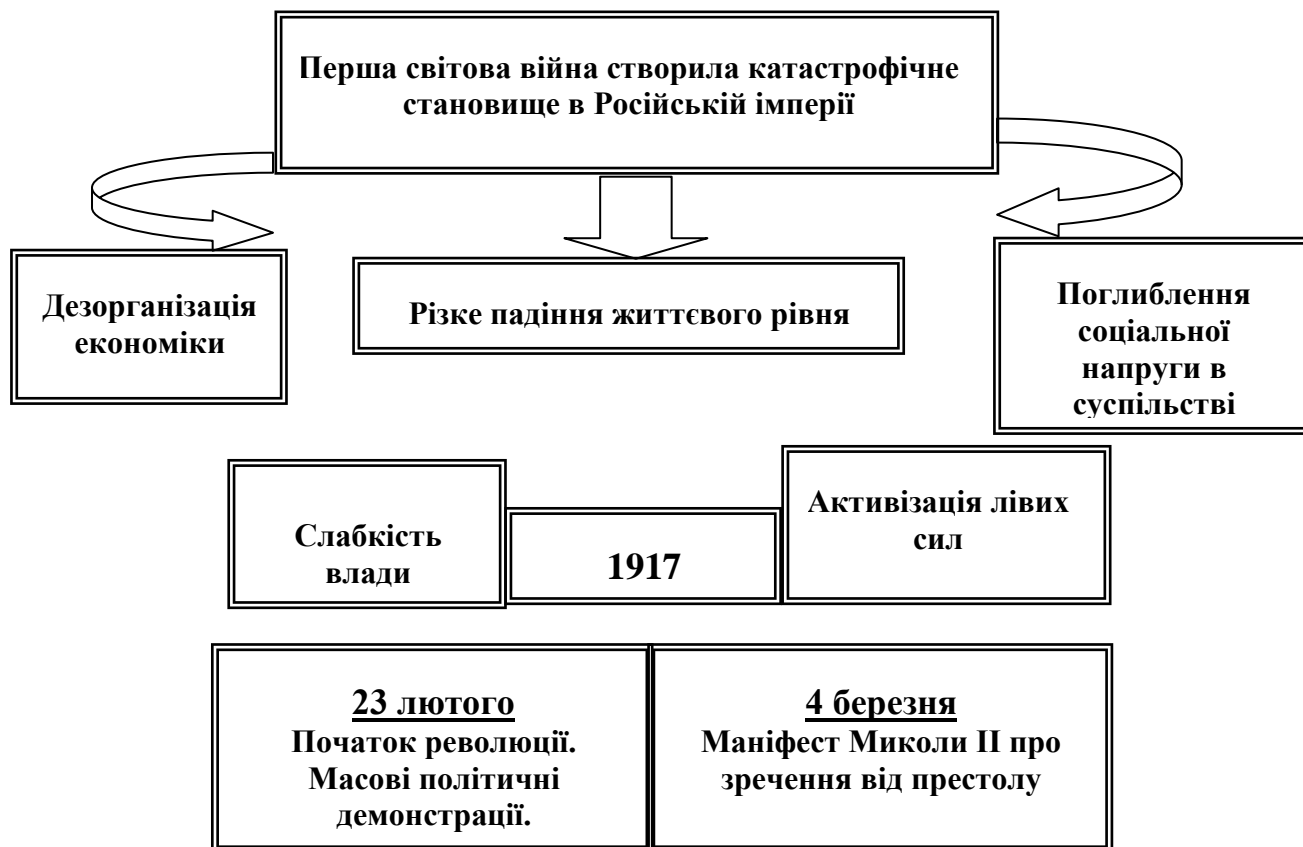 Перша світова війна створила катастрофічне
становище в Російській імперії
Дезорганізація
економіки
Різке падіння життєвого рівня
Поглиблення
соціальної
напруги в
суспільстві
Слабкість
влади
1917
Активізація лівих
сил
23 лютого
Початок революції.
Масові політичні
демонстрації.
4 березня
Маніфест Миколи ІІ про
зречення від престолу